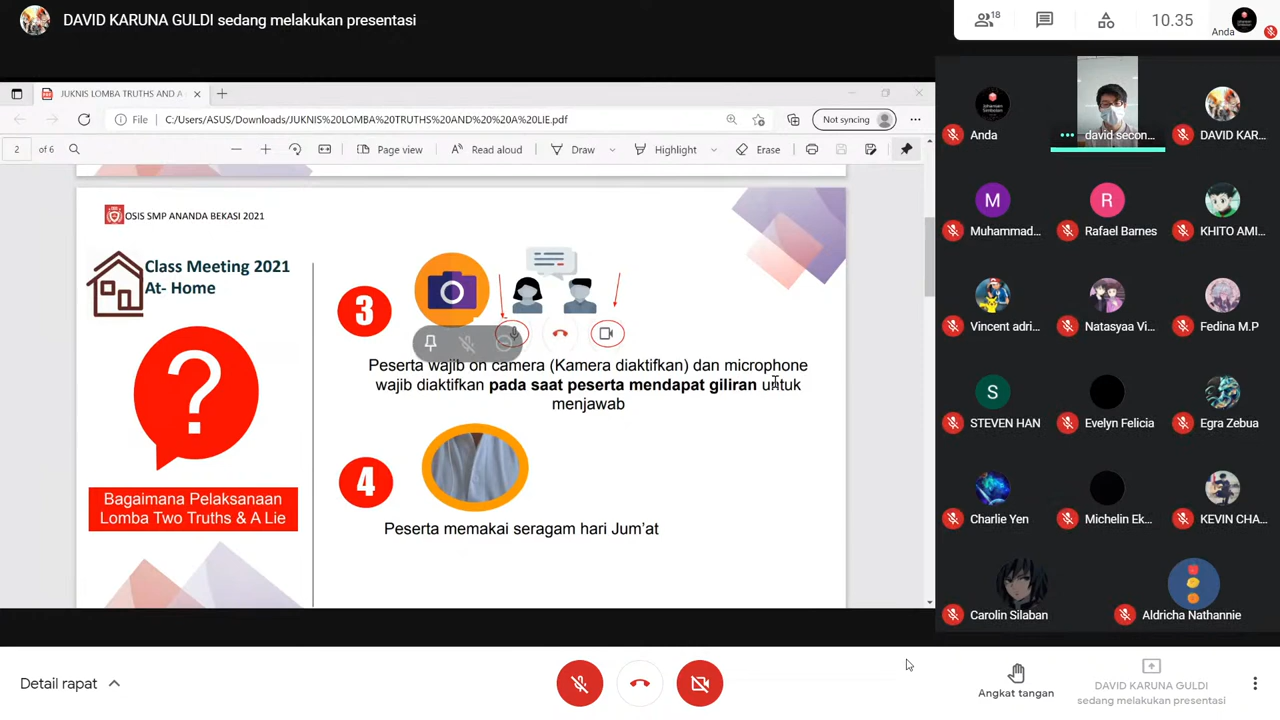 DAVID KARUNA GULDI sedang melakukan presentasi
18
10.35
Anda
JUKNIS LOMBA TRUTHS AND A
File
C:/Users/ASUS/Downloads/JUKNIS%20LOMBA%20TRUTHS%20AND%20%20A%20LIE.pdf
Not syncing
2 of 6
Page view
Read aloud
Draw
Highlight
Erase
OSIS SMP ANANDA BEKASI 2021
Class Meeting 2021
At- Home
?
Bagaimana Pelaksanaan
Lomba Two Truths & A Lie
3
Peserta wajib on camera (Kamera diaktifkan) dan microphone
wajib diaktifkan pada saat peserta mendapat giliran untuk
menjawab
4
Peserta memakai seragam hari Jum'at
Anda
david secon...
DAVID KAR...
M
Muhammad...
R
Rafael Barnes
KHITO AMI...
Vincent adri...
Natasyaa Vi...
Fedina M.P
S
STEVEN HAN
Evelyn Felicia
Egra Zebua
Charlie Yen
Michelin Ek...
KEVIN CHA...
Carolin Silaban
Aldricha Nathannie
Detail rapat
Angkat tangan
DAVID KARUNA GULDI
sedang melakukan presentasi